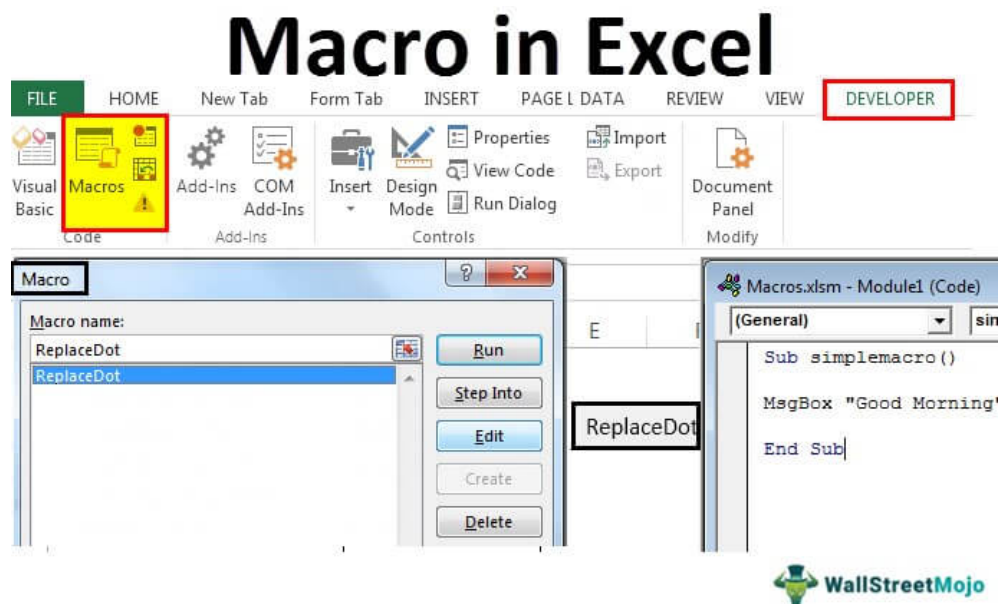 Macro in Excel
FILE HOME New Tab Form Tab INSERT PAGE L DATA REVIEW VIEW DEVELOPER
Visual Basic
Macros
Code
Add-Ins
COM Add-Ins
Add-Ins
Insert
Design Mode
Properties
View Code
Run Dialog
Controls
Import
Export
Document Panel
Modify
Macro
?
Macro name:
ReplaceDot
ReplaceDot
Run
Step Into
Edit
Create
Delete
E
ReplaceDot
Macros.xlsm - Module1 (Code)
(General) sin
Sub simplemacro()
MsgBox "Good Morning"
End Sub
WallStreetMojo